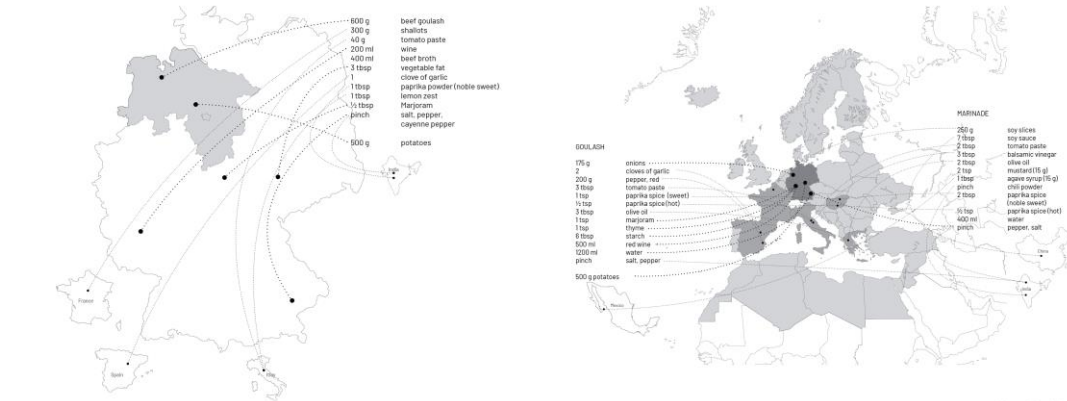 600 g beef goulash
300 g shallots
40 g tomato paste
200 ml wine
400 ml beef broth
3 tbsp vegetable fat
1 clove of garlic
1 tbsp paprika powder (noble sweet)
1 tbsp lemon zest
½ tbsp Marjoram
pinch salt, pepper,
cayenne pepper
500 g potatoes
India
France
Spain
Italy
GOULASH
175 g onions
2 cloves of garlic
200 g pepper, red
3 tbsp tomato paste
1 tsp paprika spice (sweet)
½ tsp paprika spice (hot)
3 tbsp olive oil
1 tsp marjoram
1 tsp thyme
6 tbsp starch
500 ml red wine
1200 ml water
pinch salt, pepper
500 g potatoes
Mexico
MARINADE
250 g soy slices
7 tbsp soy sauce
2 tbsp tomato paste
3 tbsp balsamic vinegar
2 tbsp olive oil
2 tsp mustard (15 g)
1 tbsp agave syrup (15 g)
pinch chili powder
2 tbsp paprika spice
(noble sweet)
½ tsp paprika spice (hot)
400 ml water
pinch pepper, salt
China
India